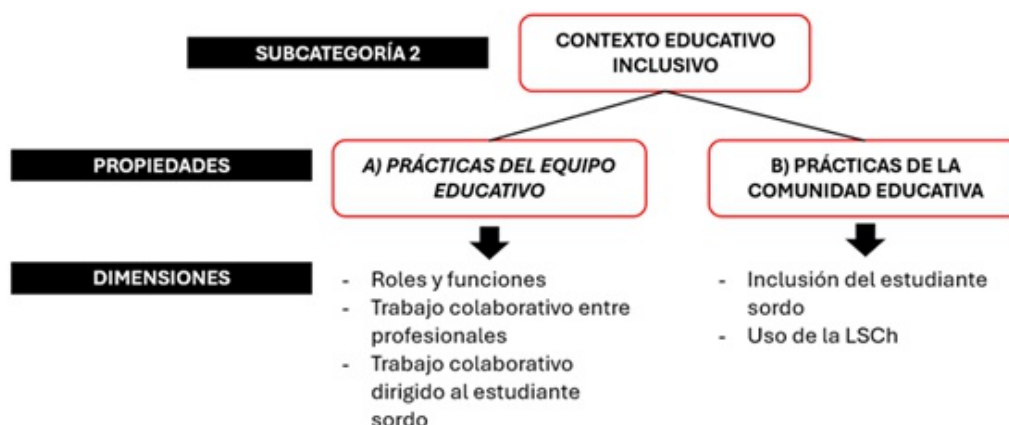 SUBCATEGORÍA 2
CONTEXTO EDUCATIVO
INCLUSIVO
PROPIEDADES
A) PRÁCTICAS DEL EQUIPO
EDUCATIVO
B) PRÁCTICAS DE LA
COMUNIDAD EDUCATIVA
DIMENSIONES
- Roles y funciones
- Trabajo colaborativo entre
profesionales
- Trabajo colaborativo
dirigido al estudiante
sordo
- Inclusión del estudiante
sordo
- Uso de la LSCh